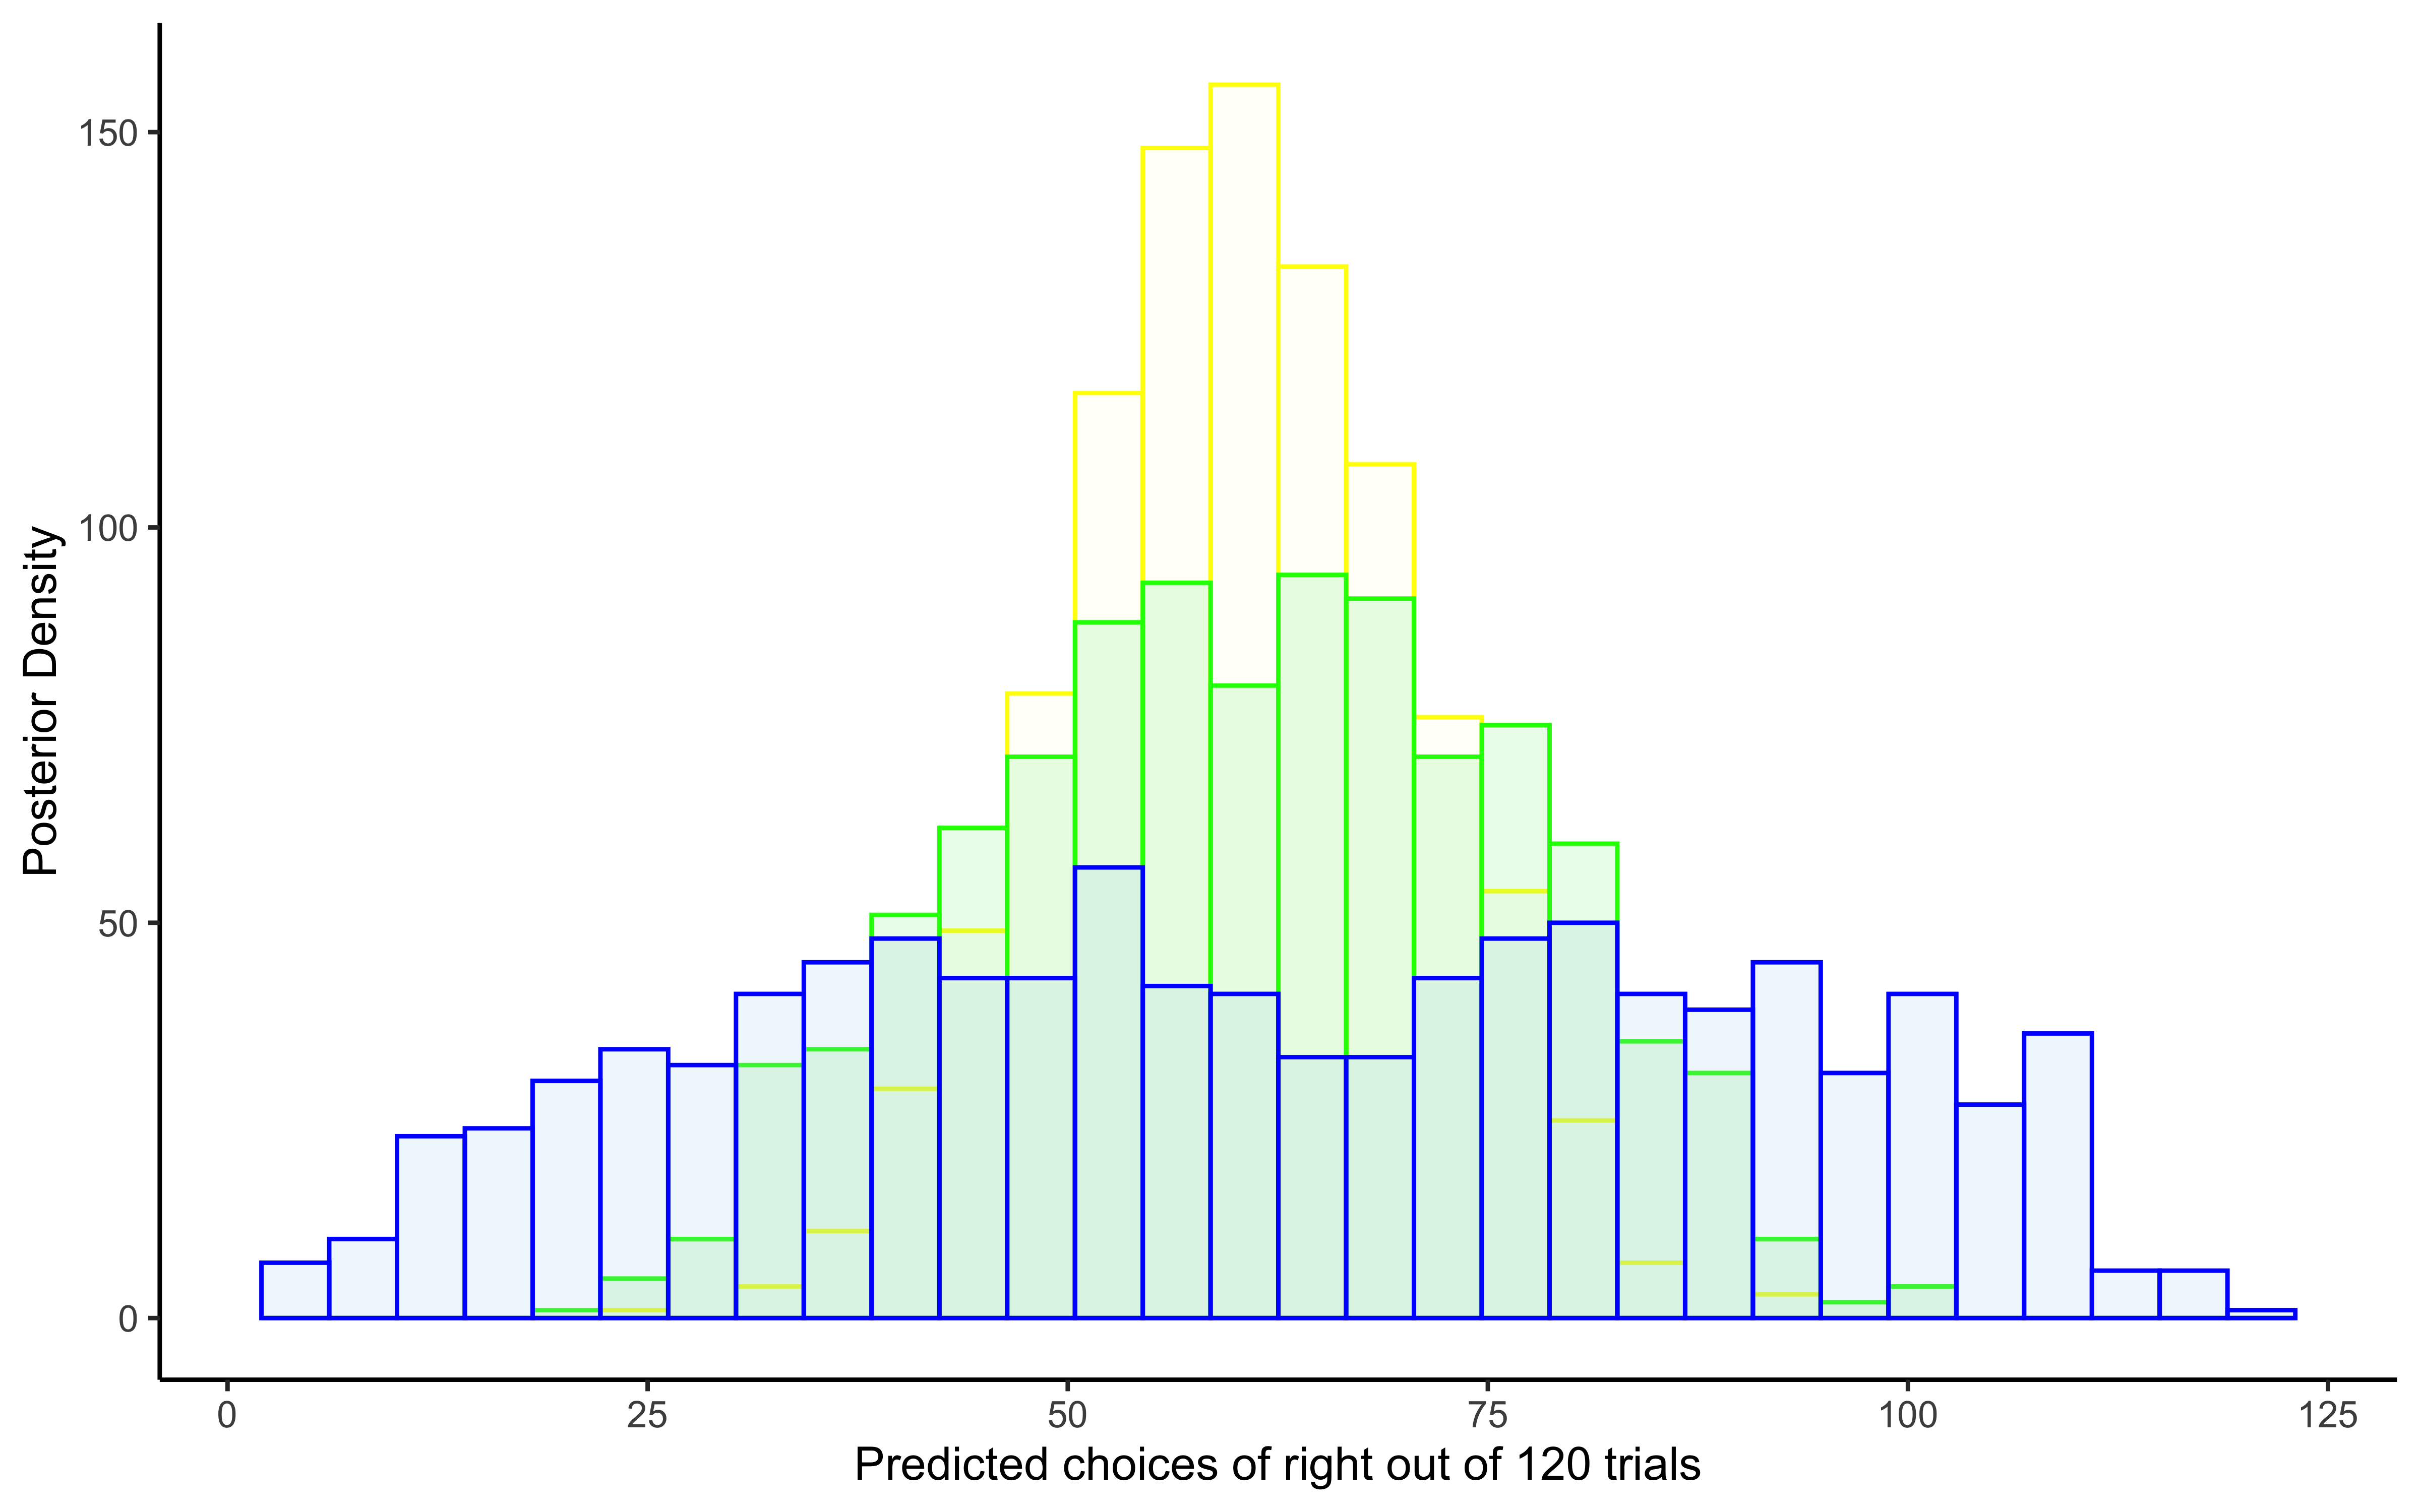 Posterior Density
150
100
50
0
0 25 50 75 100 125
Predicted choices of right out of 120 trials